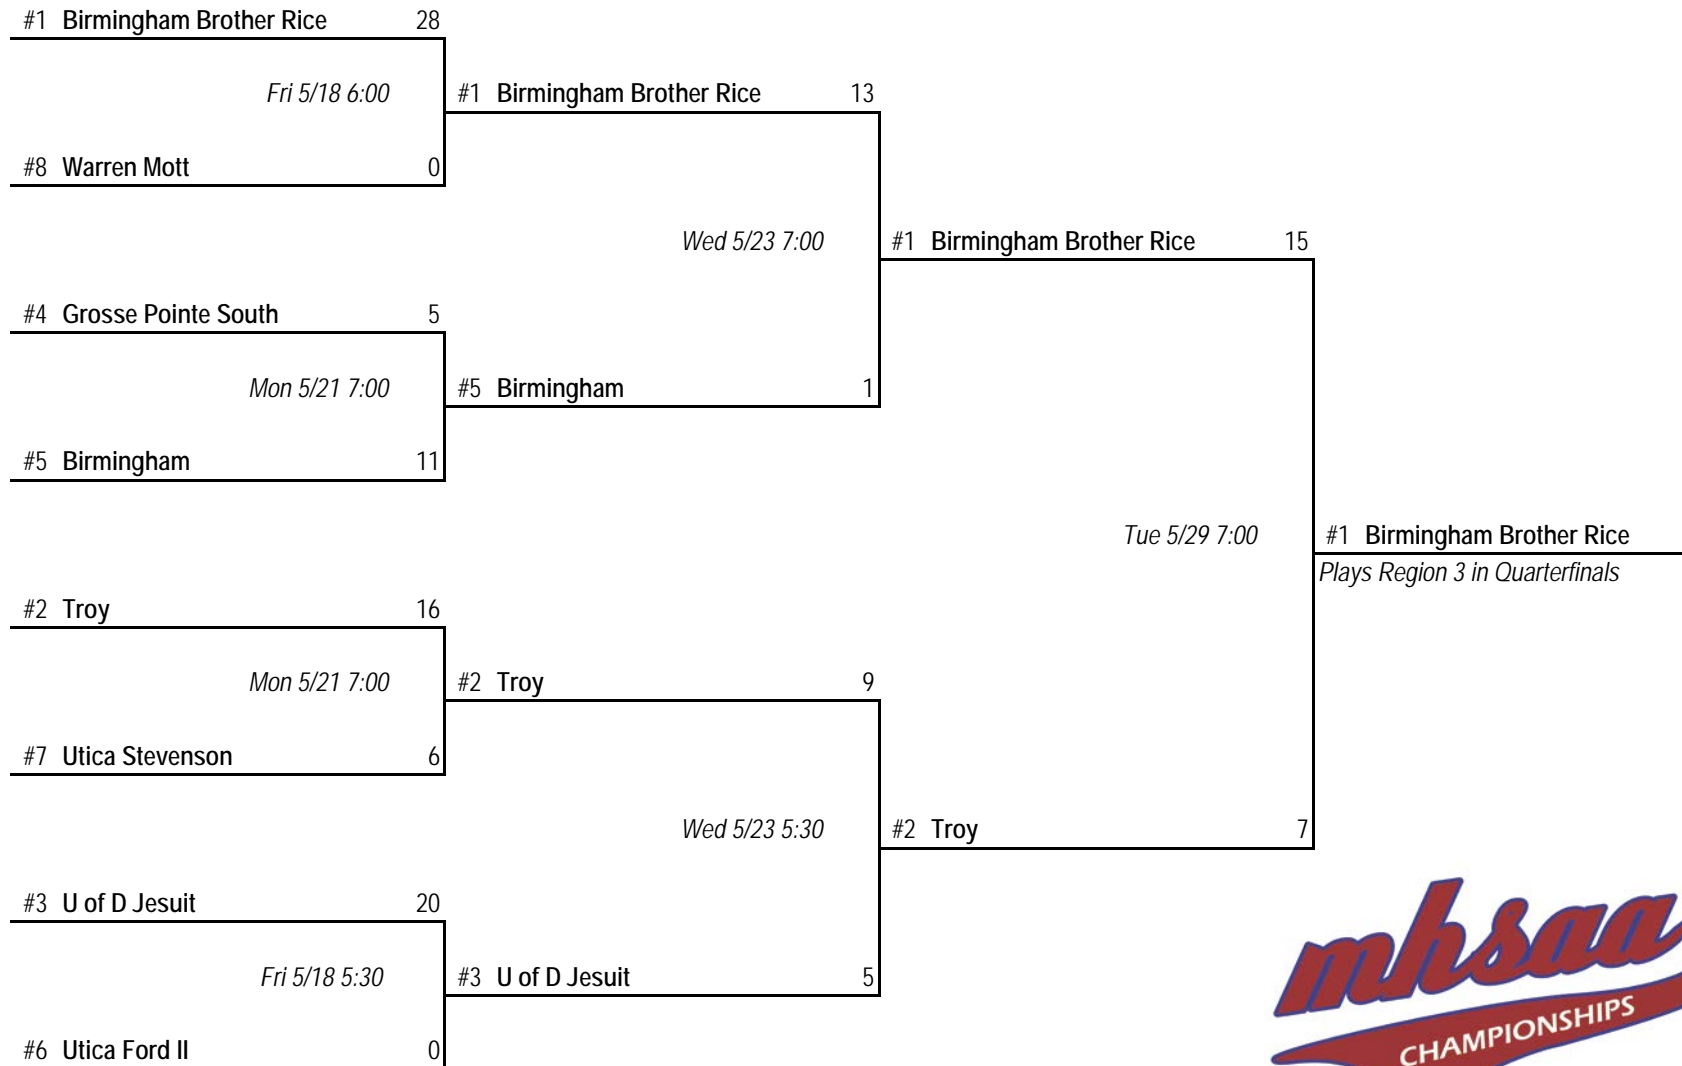 #1 Birmingham Brother Rice 28
Fri 5/18 6:00
#1 Birmingham Brother Rice 13
#8 Warren Mott 0
Wed 5/23 7:00
#1 Birmingham Brother Rice 15
#4 Grosse Pointe South 5
Mon 5/21 7:00
#5 Birmingham 1
#5 Birmingham 11
Tue 5/29 7:00
#1 Birmingham Brother Rice
Plays Region 3 in Quarterfinals
#2 Troy 16
Mon 5/21 7:00
#2 Troy 9
#7 Utica Stevenson 6
Wed 5/23 5:30
#2 Troy 7
#3 U of D Jesuit 20
Fri 5/18 5:30
#3 U of D Jesuit 5
#6 Utica Ford II 0
mhsaa
CHAMPIONSHIPS